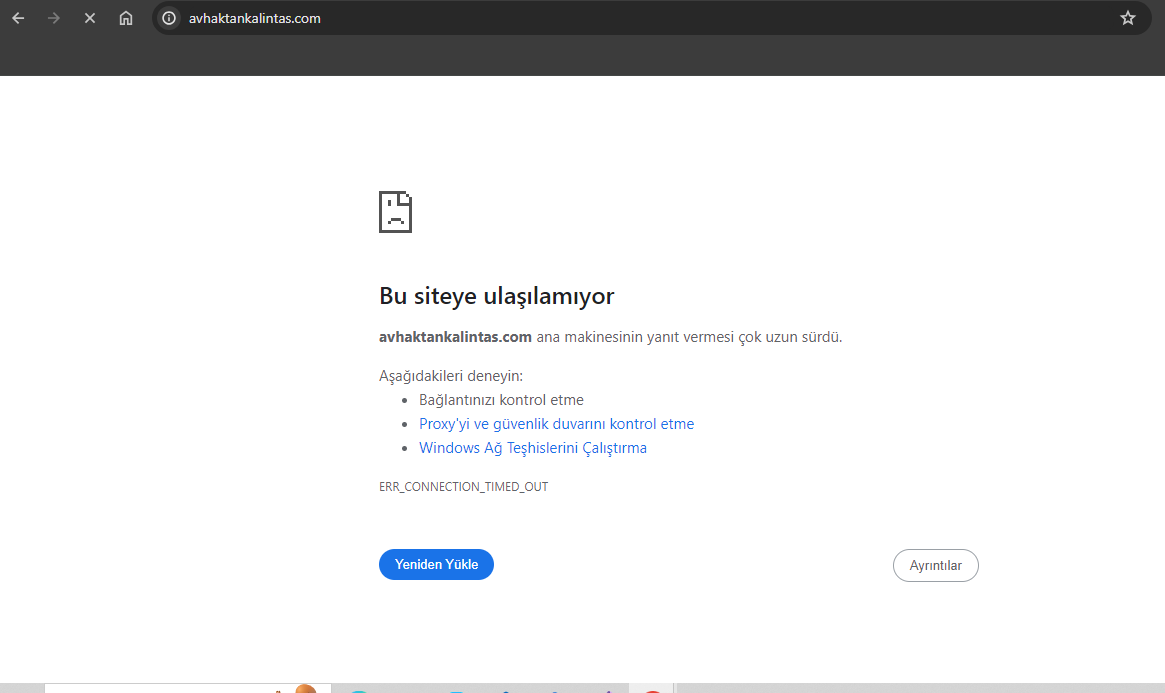 avhaktankalintas.com
Bu siteye ulaşılamıyor
avhaktankalintas.com ana makinesinin yanıt vermesi çok uzun sürdü.
Aşağıdakileri deneyin:
Bağlantınızı kontrol etme
Proxy'yi ve güvenlik duvarını kontrol etme
Windows Ağ Teşhislerini Çalıştırma
ERR_CONNECTION_TIMED_OUT
Yeniden Yükle
Ayrıntılar